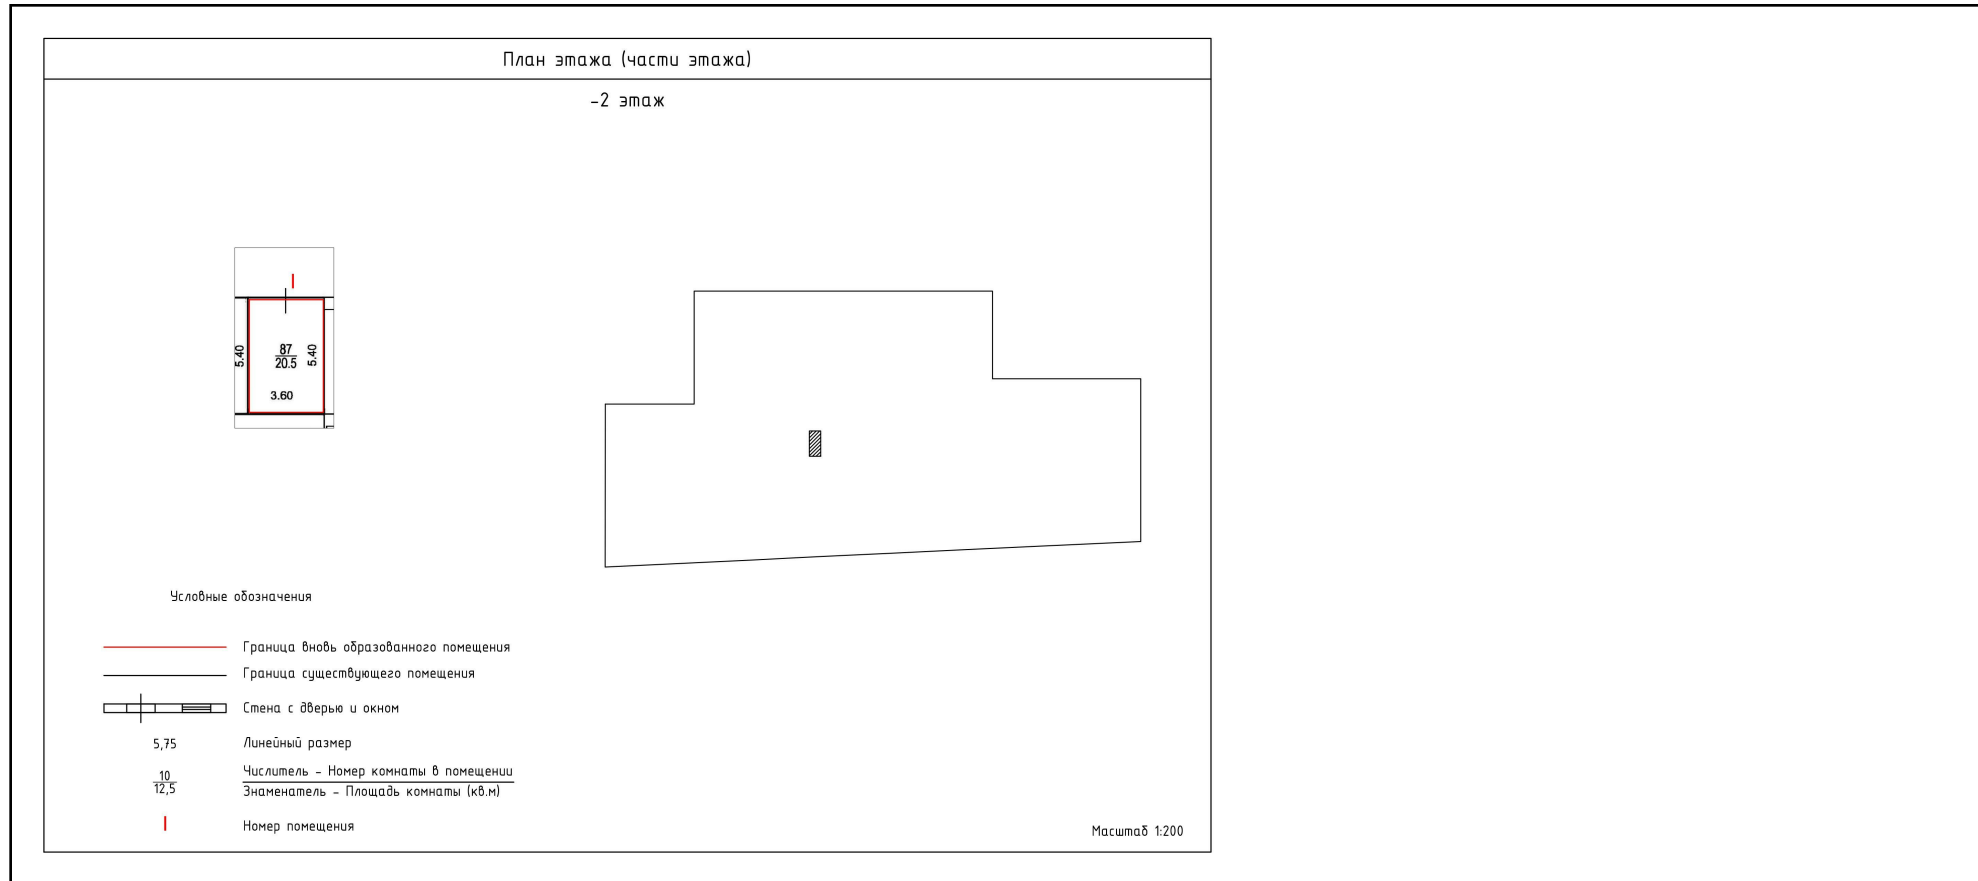 План этажа (части этажа)
-2 этаж
I
5.40
87
20.5
5.40
3.60
Условные обозначения
Граница вновь образованного помещения
Граница существующего помещения
Стена с дверью и окном
5,75 Линейный размер
10
12,5
Числитель - Номер комнаты в помещении
Знаменатель - Площадь комнаты (кв.м)
I Номер помещения
Масштаб 1:200